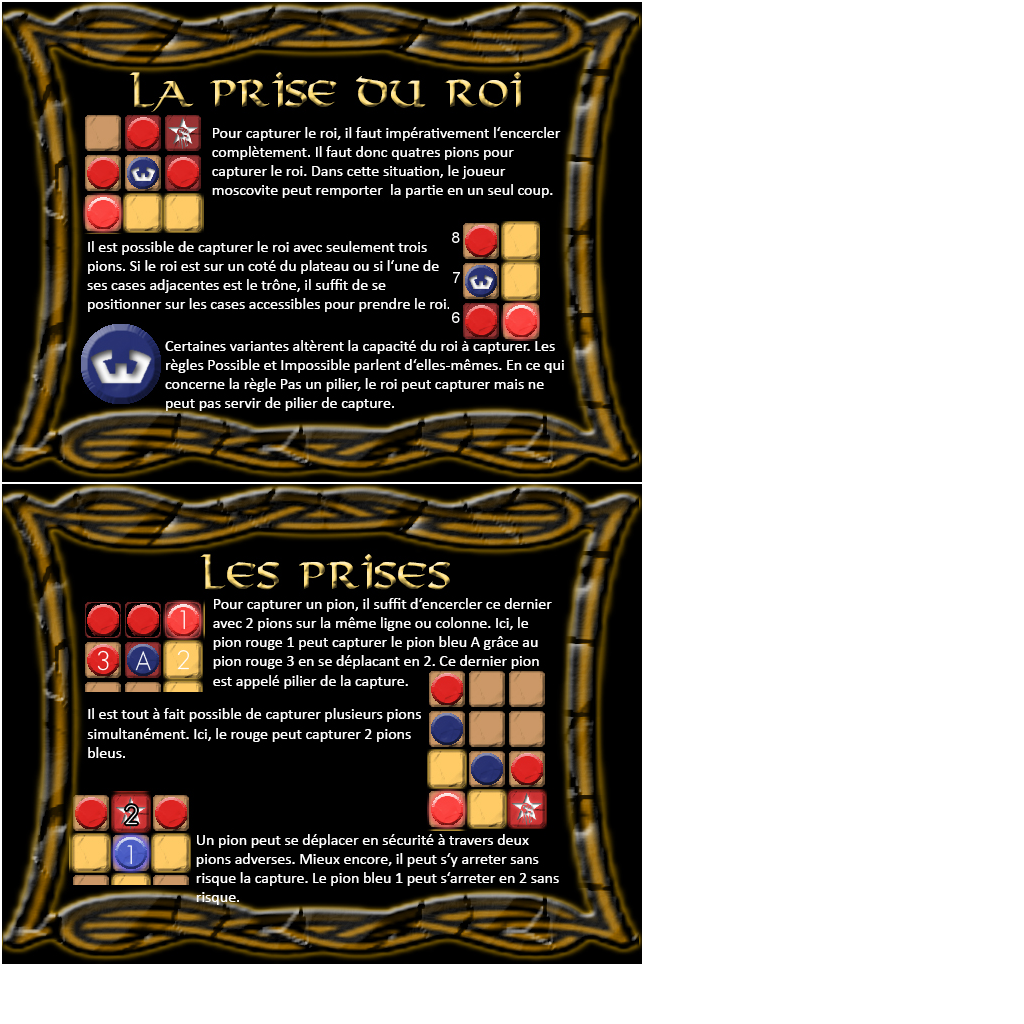 La prise du roi
Pour capturer le roi, il faut impérativement l'encercler
complètement. Il faut donc quatres pions pour
capturer le roi. Dans cette situation, le joueur
moscovite peut remporter  la partie en un seul coup.
8
7
6
Il est possible de capturer le roi avec seulement trois
pions. Si le roi est sur un coté du plateau ou si l'une de
ses cases adjacentes est le trône, il suffit de se
positionner sur les cases accessibles pour prendre le roi.
Certaines variantes altèrent la capacité du roi à capturer. Les
règles Possible et Impossible parlent d'elles-mêmes. En ce qui
concerne la règle Pas un pilier, le roi peut capturer mais ne
peut pas servir de pilier de capture.
Les prises
1
3 A 2
Pour capturer un pion, il suffit d'encercler ce dernier
avec 2 pions sur la même ligne ou colonne. Ici, le
pion rouge 1 peut capturer le pion bleu A grâce au
pion rouge 3 en se déplacant en 2. Ce dernier pion
est appelé pilier de la capture.
Il est tout à fait possible de capturer plusieurs pions
simultanément. Ici, le rouge peut capturer 2 pions
bleus.
2
1
Un pion peut se déplacer en sécurité à travers deux
pions adverses. Mieux encore, il peut s'y arreter sans
risque la capture. Le pion bleu 1 peut s'arreter en 2 sans
risque.